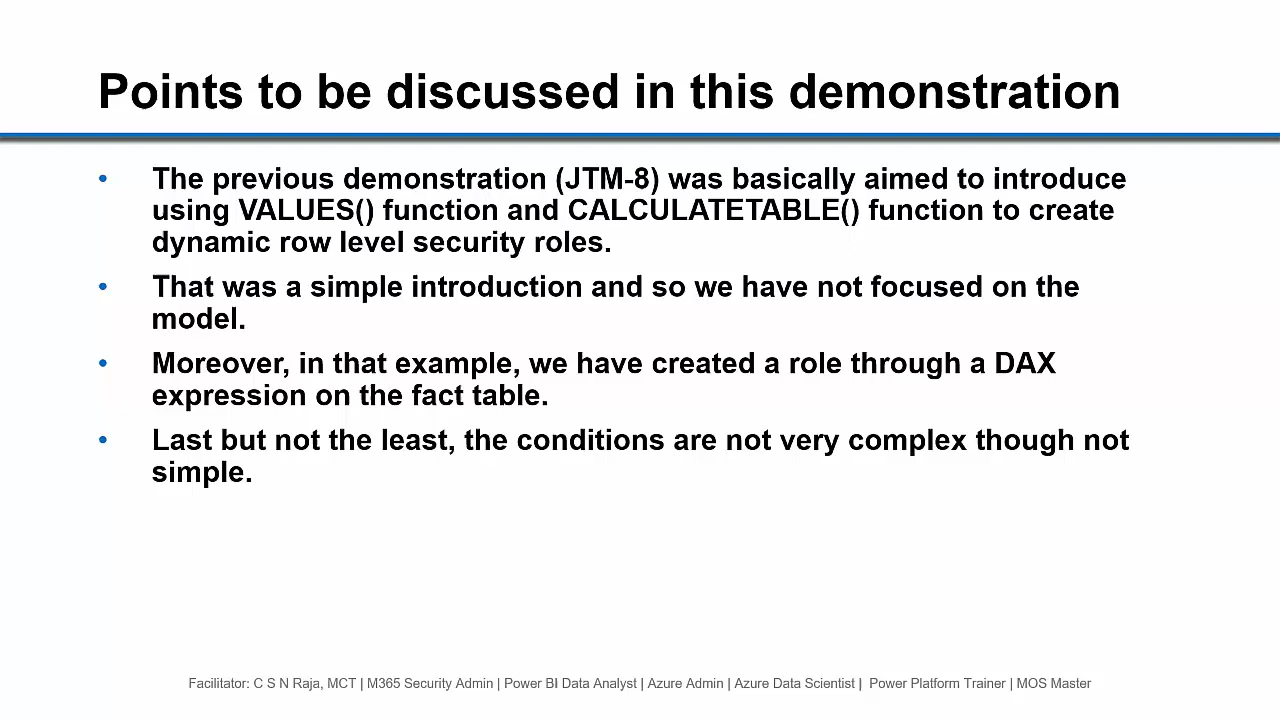 Points to be discussed in this demonstration
• The previous demonstration (JTM-8) was basically aimed to introduce
using VALUES() function and CALCULATETABLE() function to create
dynamic row level security roles.
• That was a simple introduction and so we have not focused on the
model.
• Moreover, in that example, we have created a role through a DAX
expression on the fact table.
• Last but not the least, the conditions are not very complex though not
simple.
Facilitator: C S N Raja, MCT | M365 Security Admin | Power BI Data Analyst | Azure Admin | Azure Data Scientist | Power Platform Trainer | MOS Master